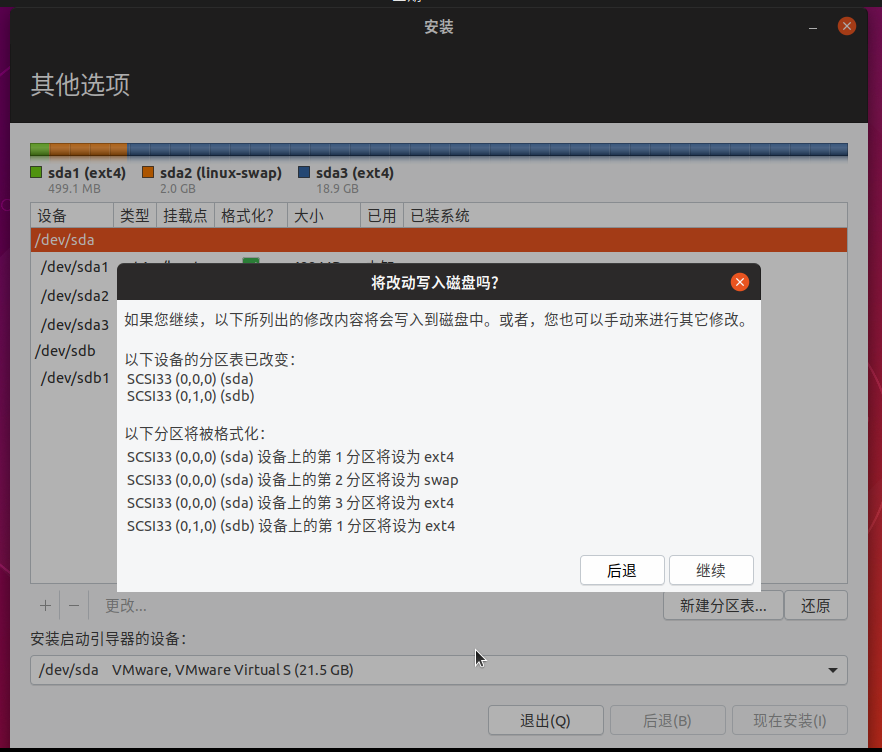 安装
其他选项
sda1 (ext4) sda2 (linux-swap) sda3 (ext4)
499.1 MB 2.0 GB 18.9 GB
设备 类型 挂载点 格式化? 大小 已用 已装系统
/dev/sda
/dev/sda1
/dev/sda2
/dev/sda3
/dev/sdb
/dev/sdb1
将改动写入磁盘吗?
如果您继续，以下所列出的修改内容将会写入到磁盘中。或者，您也可以手动来进行其它修改。
以下设备的分区表已改变：
SCSI33 (0,0,0) (sda)
SCSI33 (0,1,0) (sdb)
以下分区将被格式化：
SCSI33 (0,0,0) (sda) 设备上的第 1 分区将设为 ext4
SCSI33 (0,0,0) (sda) 设备上的第 2 分区将设为 swap
SCSI33 (0,0,0) (sda) 设备上的第 3 分区将设为 ext4
SCSI33 (0,1,0) (sdb) 设备上的第 1 分区将设为 ext4
后退 继续
+ − 更改... 新建分区表... 还原
安装启动引导器的设备：
/dev/sda VMware, VMware Virtual S (21.5 GB)
退出(Q) 后退(B) 现在安装(I)